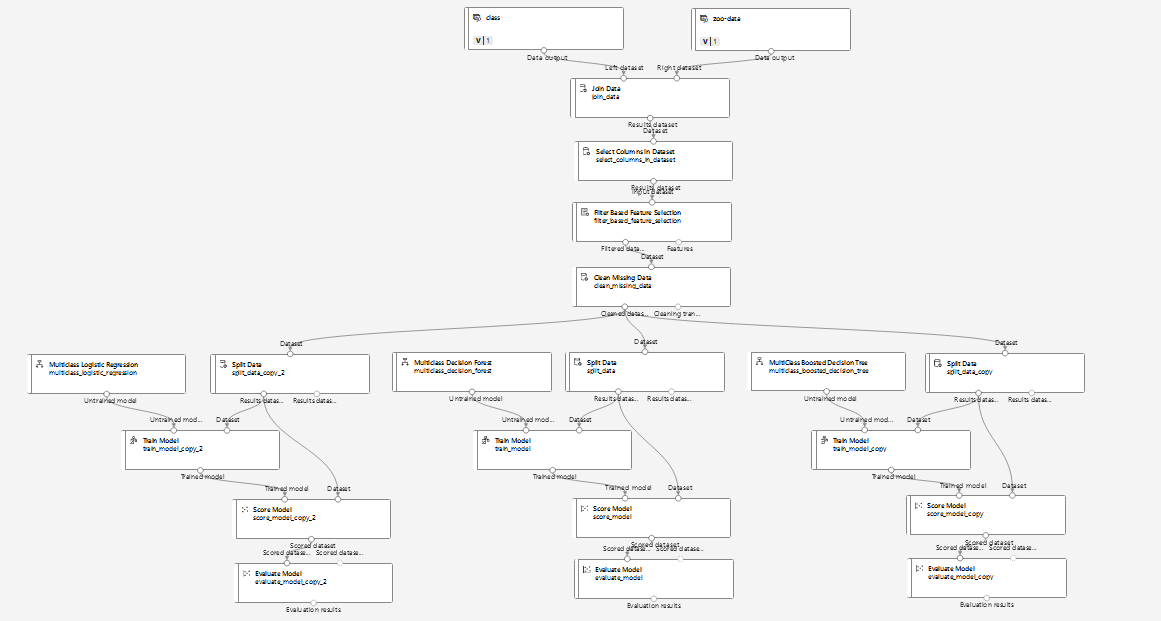 class
V | 1
zoo-data
V | 1
Data output
Data output
Left dataset
Right dataset
Join Data
join_data
Results dataset
Dataset
Select Columns in Dataset
select_columns_in_dataset
Results dataset
Input dataset
Filter Based Feature Selection
filter_based_feature_selection
Filtered data...
Features
Dataset
Clean Missing Data
clean_missing_data
Cleaned datas...
Cleaning tran...
Dataset
Dataset
Dataset
Multiclass Logistic Regression
multiclass_logistic_regression
Split Data
split_data_copy_2
Multiclass Decision Forest
multiclass_decision_forest
Split Data
split_data
MultiClass Boosted Decision Tree
multiclass_boosted_decision_tree
Split Data
split_data_copy
Untrained model
Results datas...
Results datas...
Untrained model
Results datas...
Results datas...
Untrained model
Results datas...
Results datas...
Untrained mod...
Dataset
Untrained mod...
Dataset
Untrained mod...
Dataset
Train Model
train_model_copy_2
Train Model
train_model
Train Model
train_model_copy
Trained model
Trained model
Trained model
Trained model
Dataset
Trained model
Dataset
Trained model
Dataset
Score Model
score_model_copy_2
Score Model
score_model
Score Model
score_model_copy
Scored dataset
Scored dataset
Scored dataset
Scored datase...
Scored datase...
Scored datase...
Scored datase...
Scored datase...
Scored datase...
Evaluate Model
evaluate_model_copy_2
Evaluate Model
evaluate_model
Evaluate Model
evaluate_model_copy
Evaluation results
Evaluation results
Evaluation results